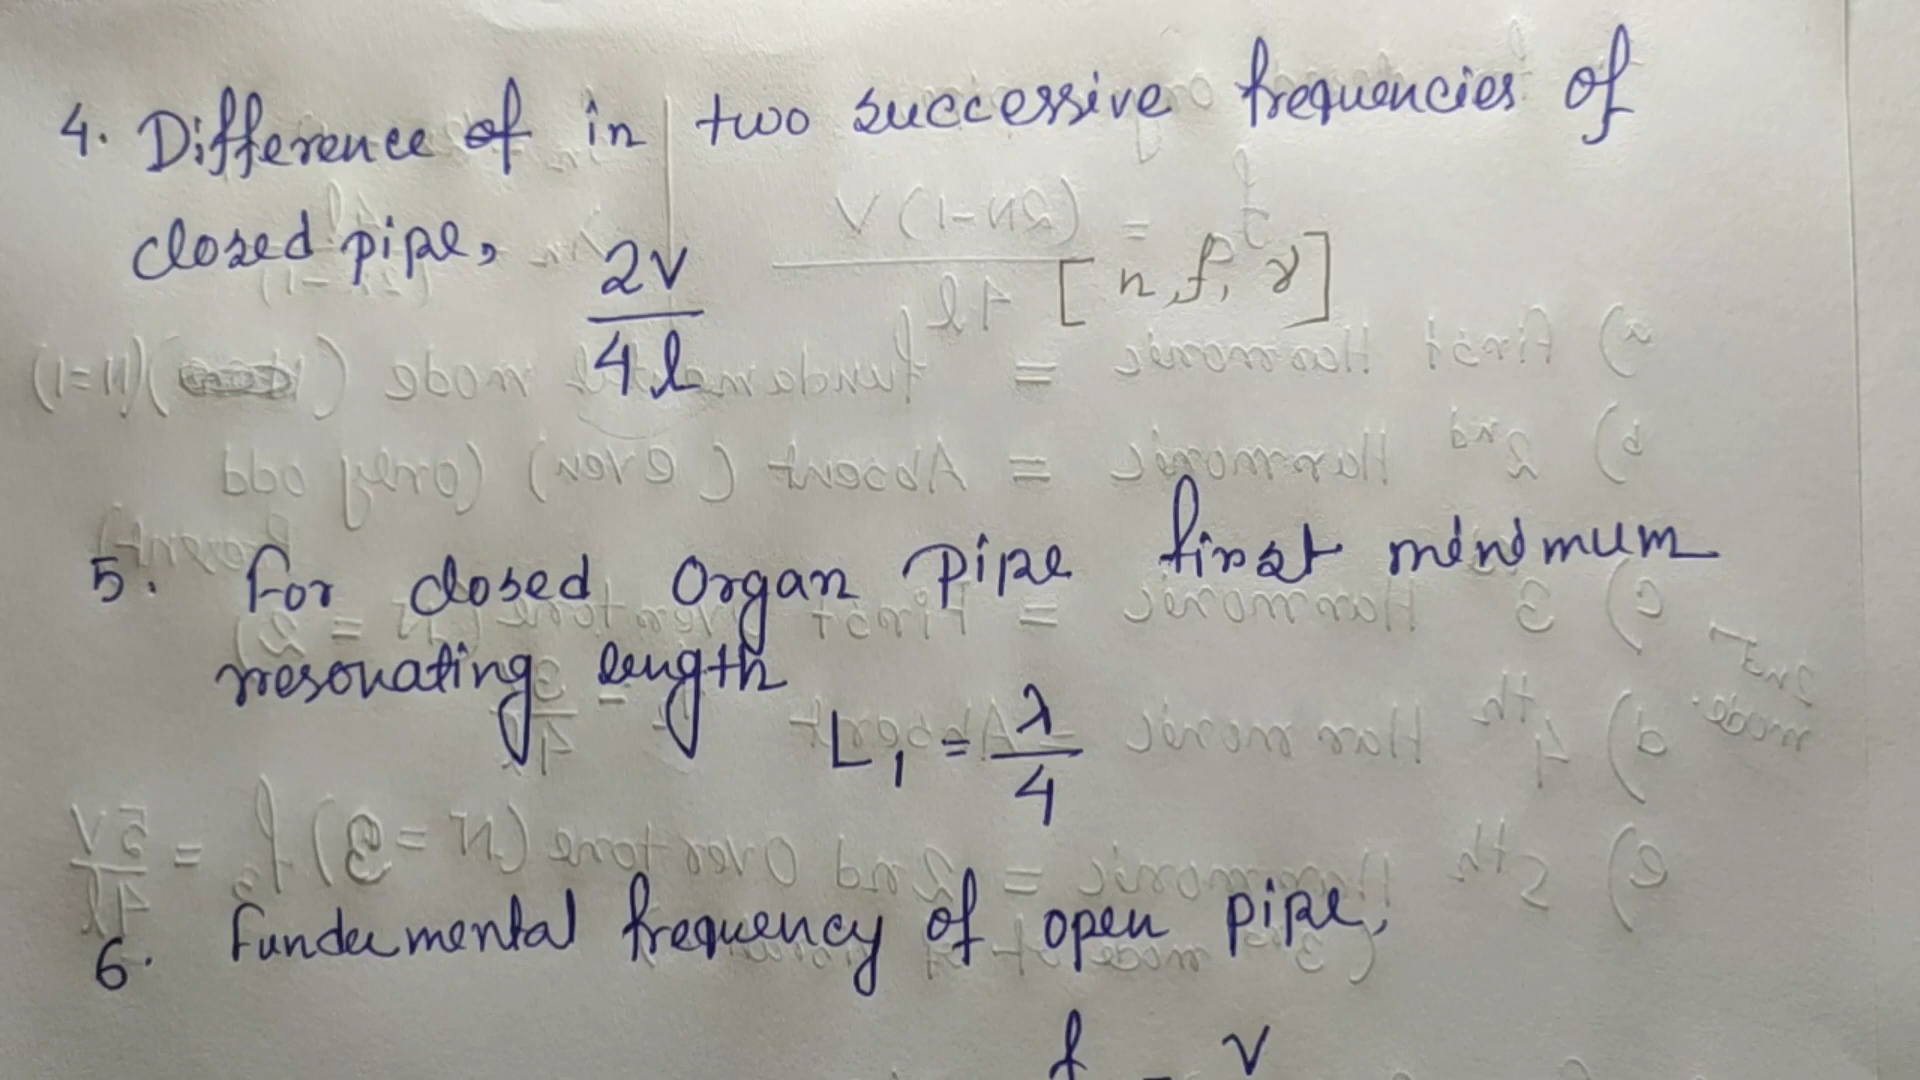 4. Difference of in two successive frequencies of
closed pipe, 2v
4l
[n, f, γ]
5. For closed organ pipe first minimum
resonating length
L₁ = λ
4
6. Fundamental frequency of open pipe,
f = v